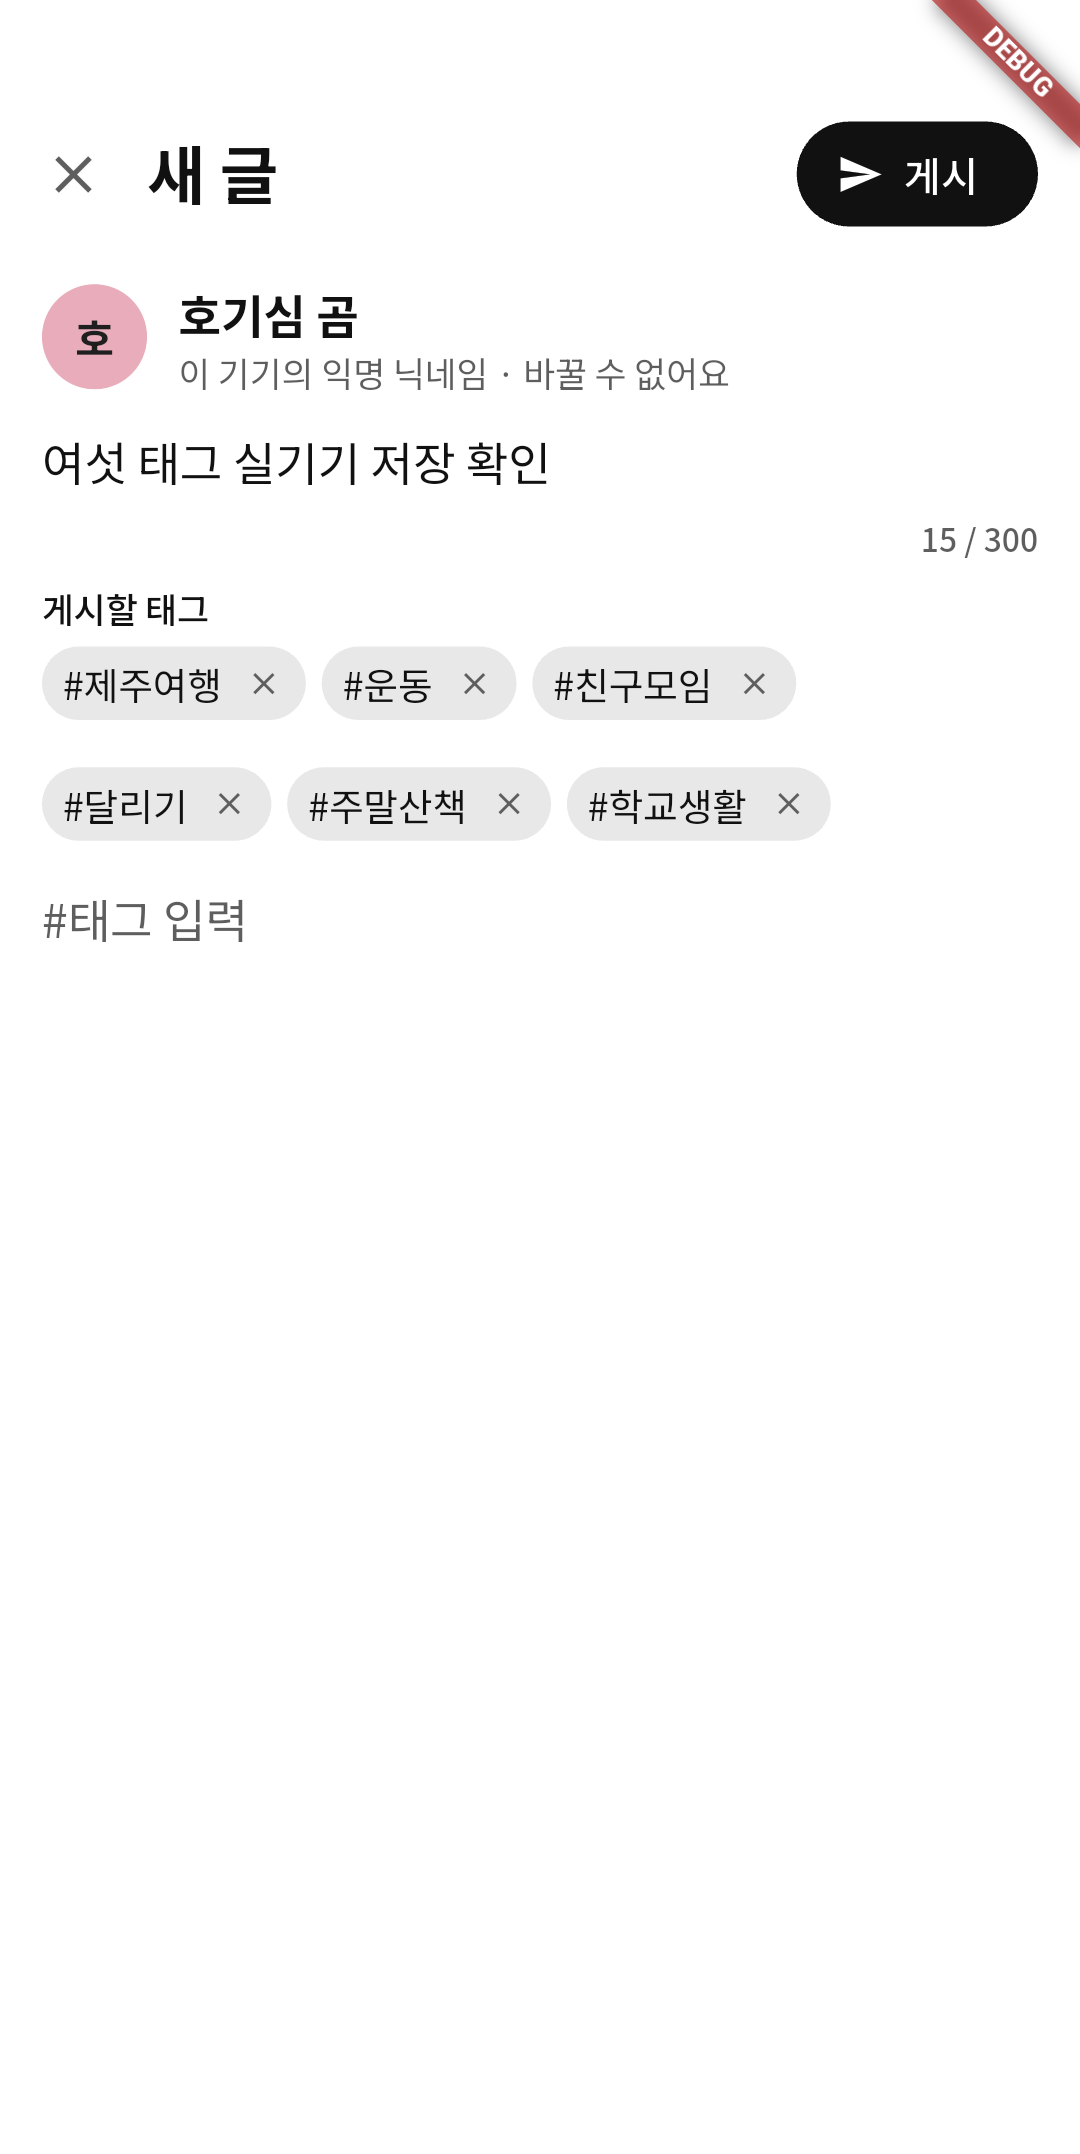 DEBUG
새 글
게시
호
호기심 곰
이 기기의 익명 닉네임 · 바꿀 수 없어요
여섯 태그 실기기 저장 확인
15 / 300
게시할 태그
#제주여행 #운동 #친구모임
#달리기 #주말산책 #학교생활
#태그 입력